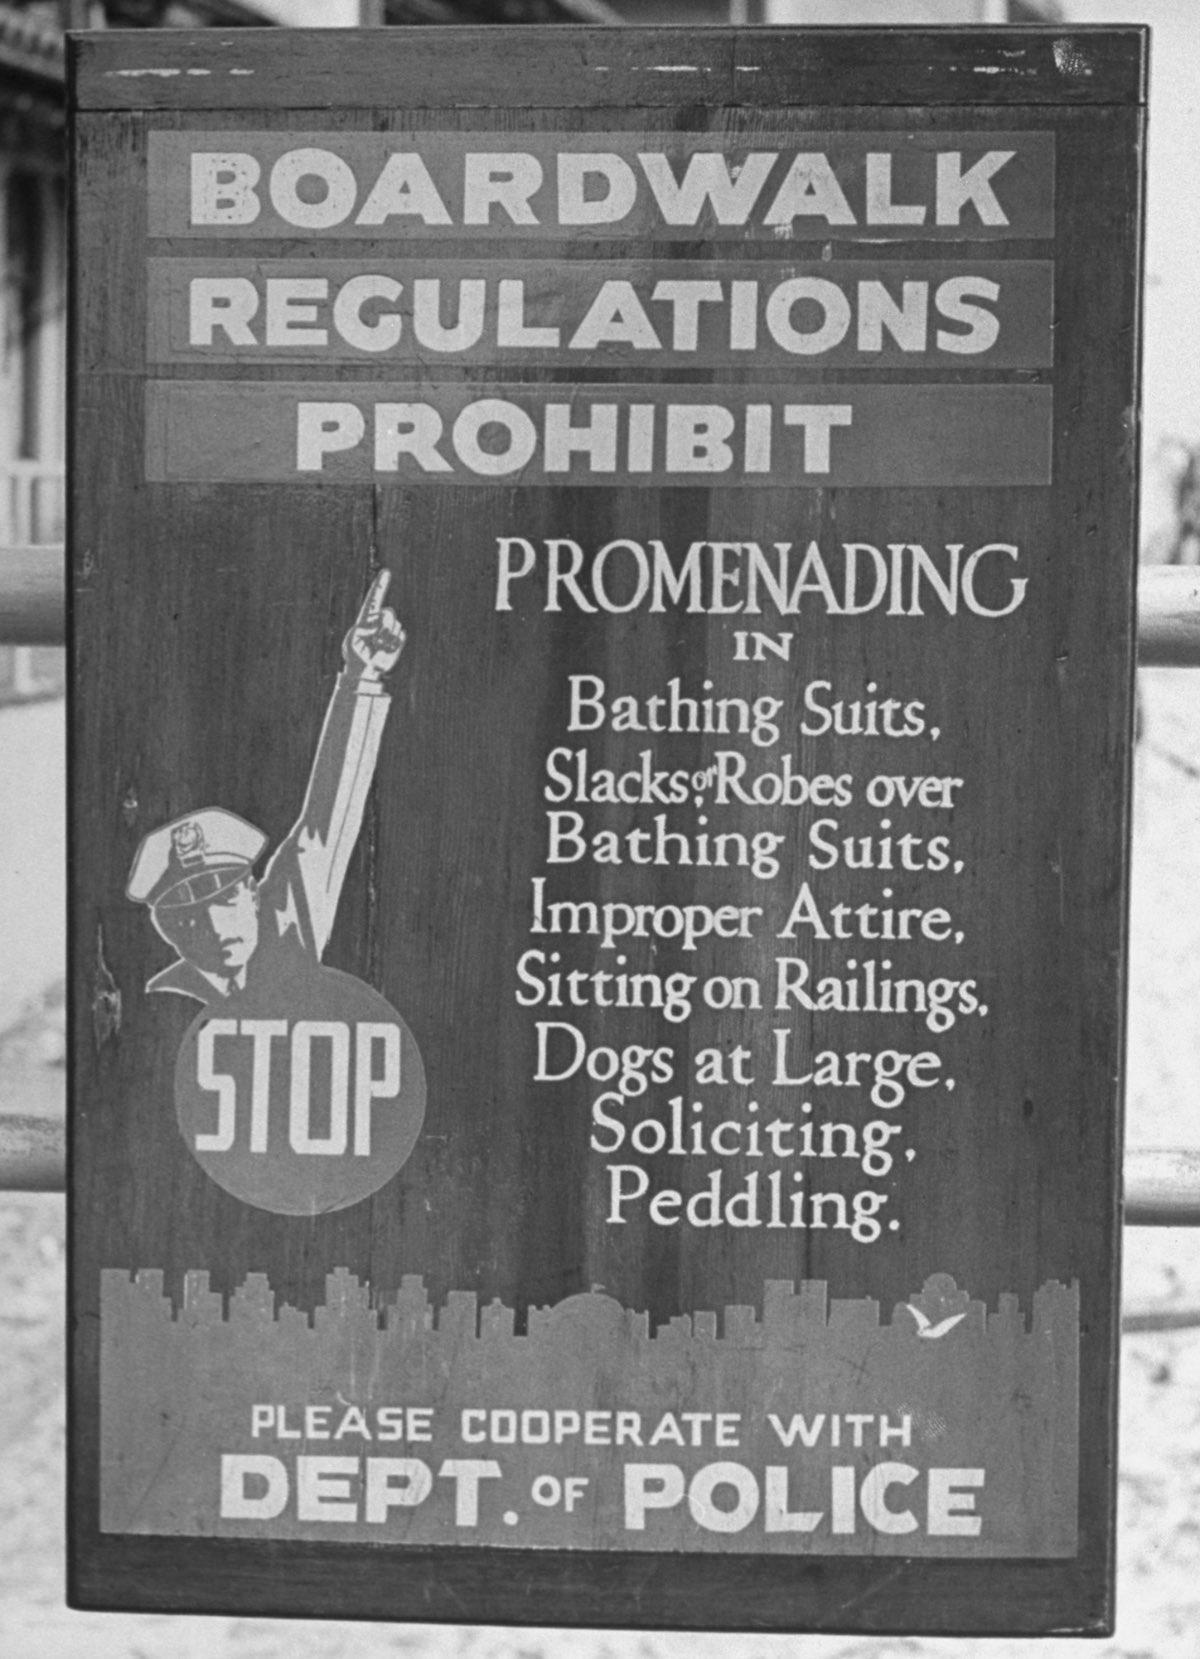 BOARDWALK
REGULATIONS
PROHIBIT
PROMENADING
IN
Bathing Suits,
Slacks, or Robes over
Bathing Suits,
Improper Attire,
Sitting on Railings,
Dogs at Large,
Soliciting,
Peddling.
STOP
PLEASE COOPERATE WITH
DEPT. OF POLICE